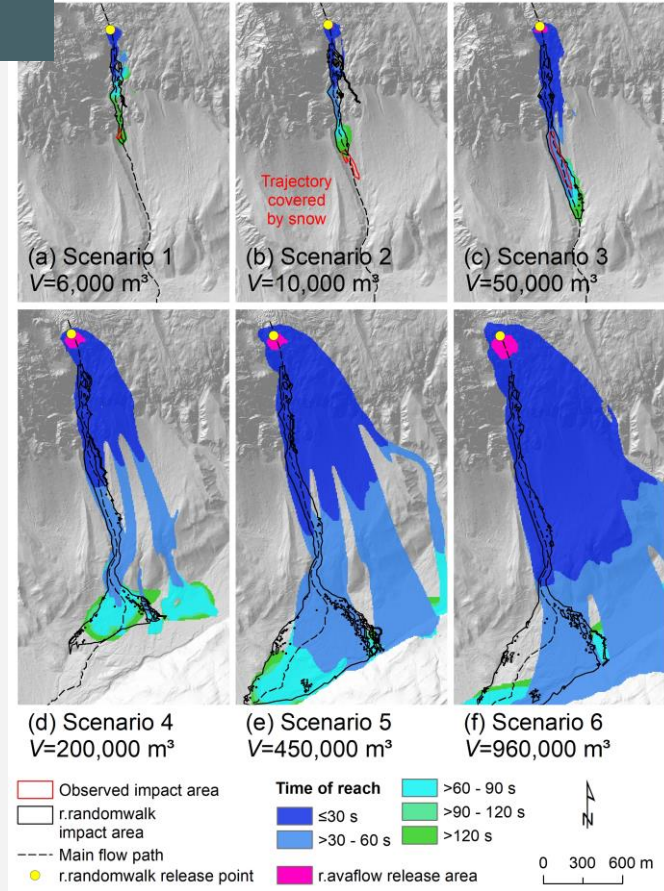 Trajectory
covered
by snow
(a) Scenario 1
V=6,000 m³
(b) Scenario 2
V=10,000 m³
(c) Scenario 3
V=50,000 m³
(d) Scenario 4
V=200,000 m³
(e) Scenario 5
V=450,000 m³
(f) Scenario 6
V=960,000 m³
Observed impact area
r.randomwalk
impact area
Main flow path
r.randomwalk release point
Time of reach
≤30 s
>30 - 60 s
>60 - 90 s
>90 - 120 s
>120 s
r.avaflow release area
N
0 300 600 m